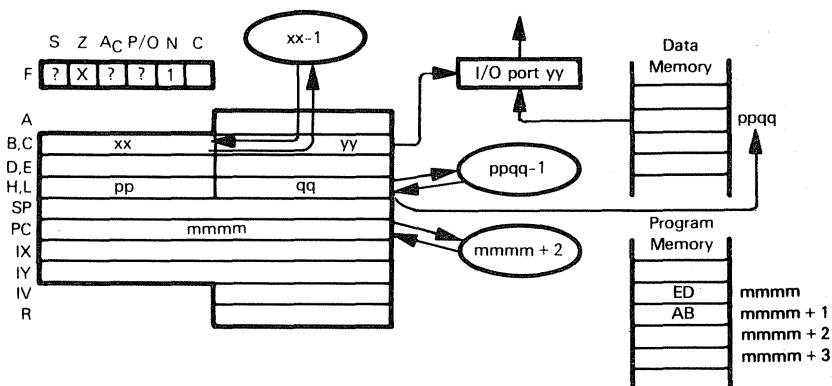 S Z AC P/O N C
F ? X ? ? 1
xx-1
I/O port yy
Data
Memory
ppqq
A
B,C xx yy
D,E
H,L pp qq
ppqq-1
SP
PC mmmm
mmmm + 2
IX
IY
IV
R
Program
Memory
ED mmmm
AB mmmm + 1
mmmm + 2
mmmm + 3